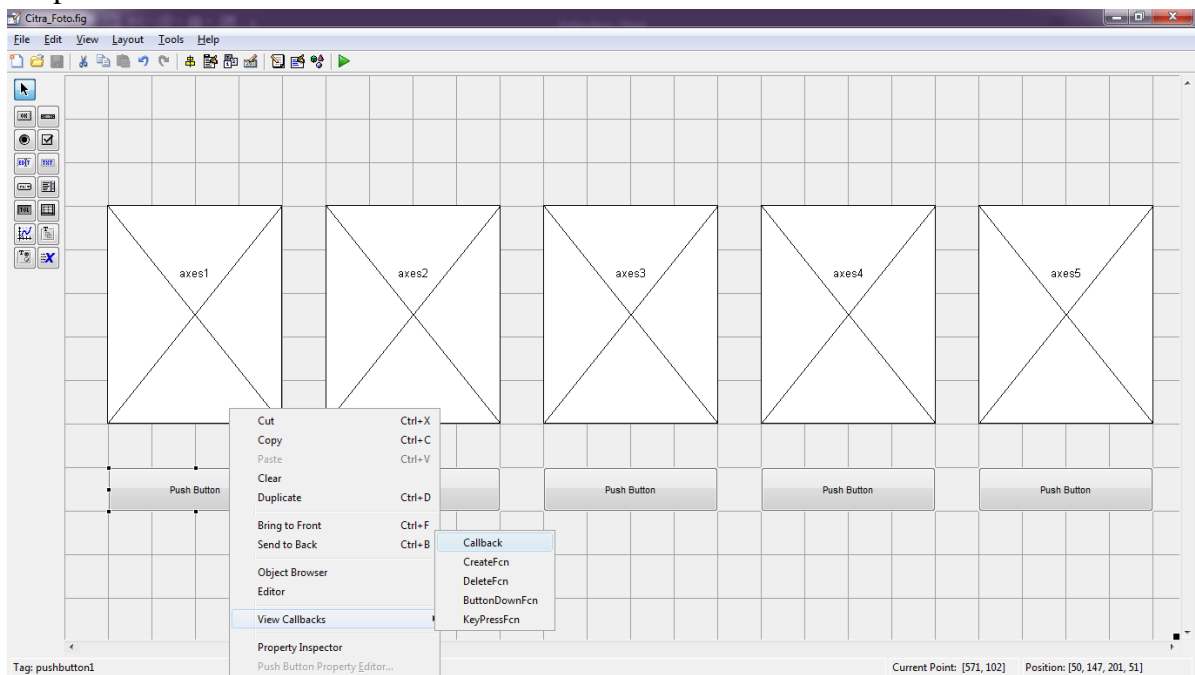 Citra_Foto.fig
File Edit View Layout Tools Help
axes1 axes2 axes3 axes4 axes5
Cut Ctrl+X
Copy Ctrl+C
Paste Ctrl+V
Clear
Push Button Push Button Push Button Push Button
Duplicate Ctrl+D
Bring to Front Ctrl+F
Send to Back Ctrl+B
Callback
CreateFcn
Object Browser
DeleteFcn
Editor
ButtonDownFcn
View Callbacks
KeyPressFcn
Property Inspector
Push Button Property Editor...
Tag: pushbutton1 Current Point: [571, 102] Position: [50, 147, 201, 51]